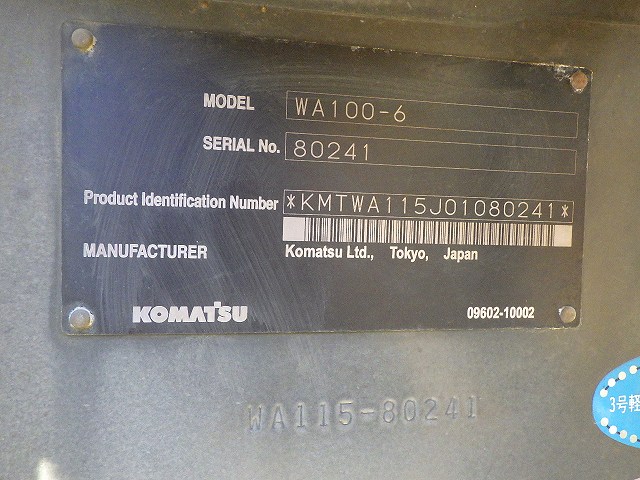 MODEL WA100-6
SERIAL No. 80241
Product Identification Number *KMTWA115J01080241*
MANUFACTURER Komatsu Ltd., Tokyo, Japan
KOMATSU 09602-10002
WA115-80241
3号軽